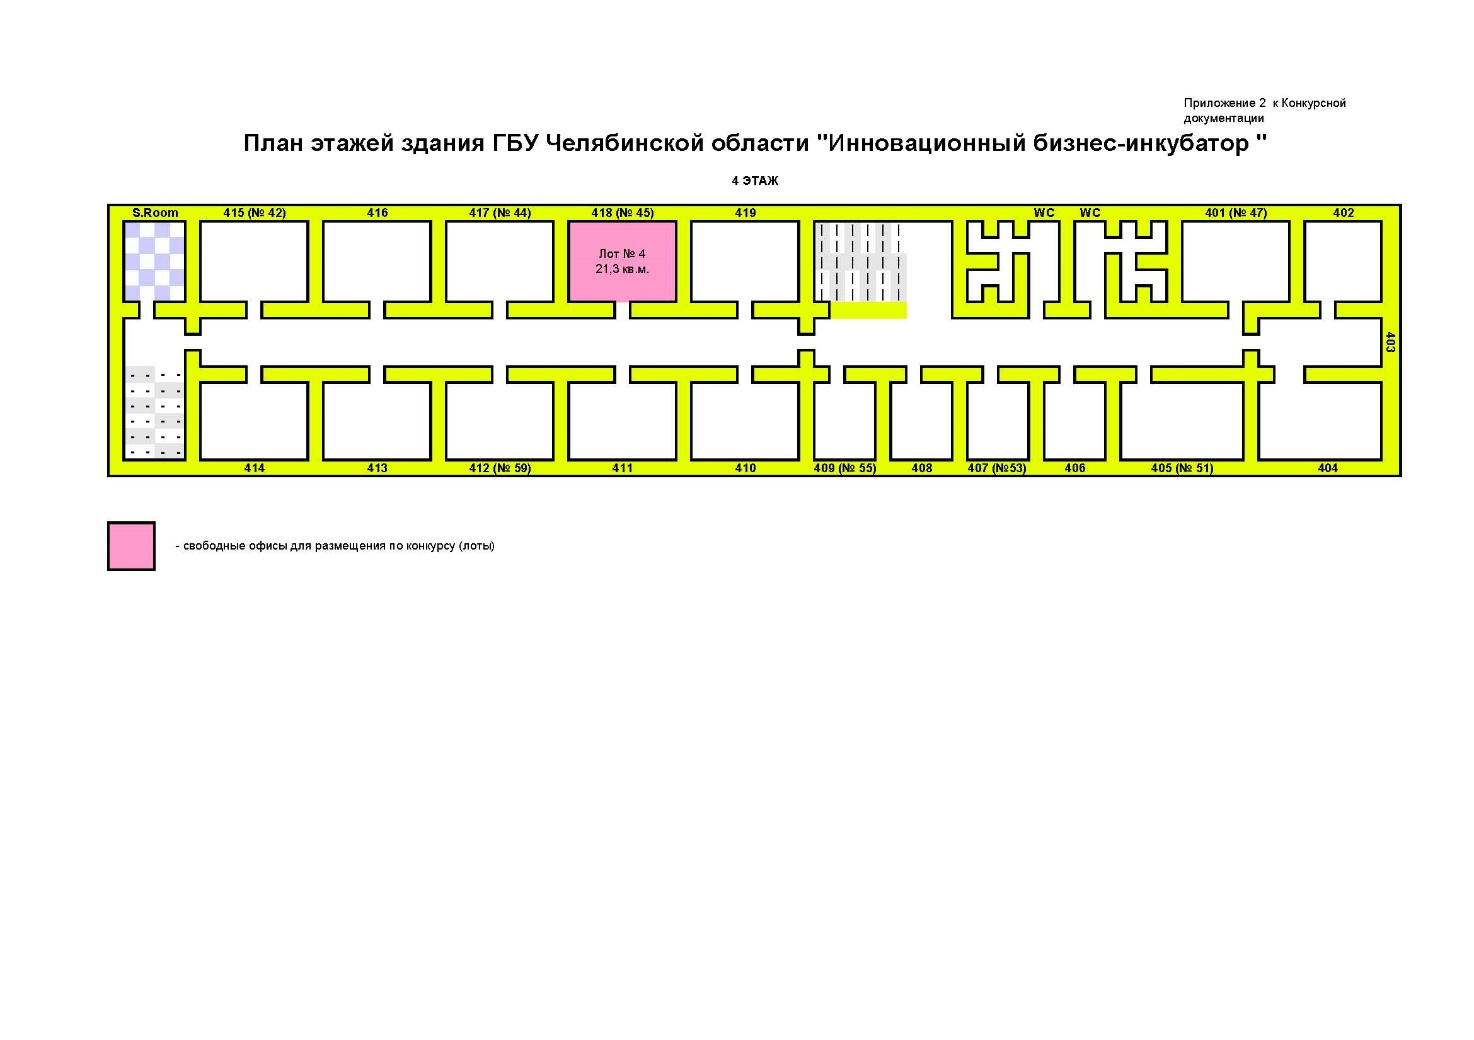 Приложение 2 к Конкурсной
документации
План этажей здания ГБУ Челябинской области "Инновационный бизнес-инкубатор "
4 ЭТАЖ
S.Room 415 (№ 42) 416 417 (№ 44) 418 (№ 45) 419 WC WC 401 (№ 47) 402
Лот № 4
21,3 кв.м.
403
414 413 412 (№ 59) 411 410 409 (№ 55) 408 407 (№53) 406 405 (№ 51) 404
- свободные офисы для размещения по конкурсу (лоты)